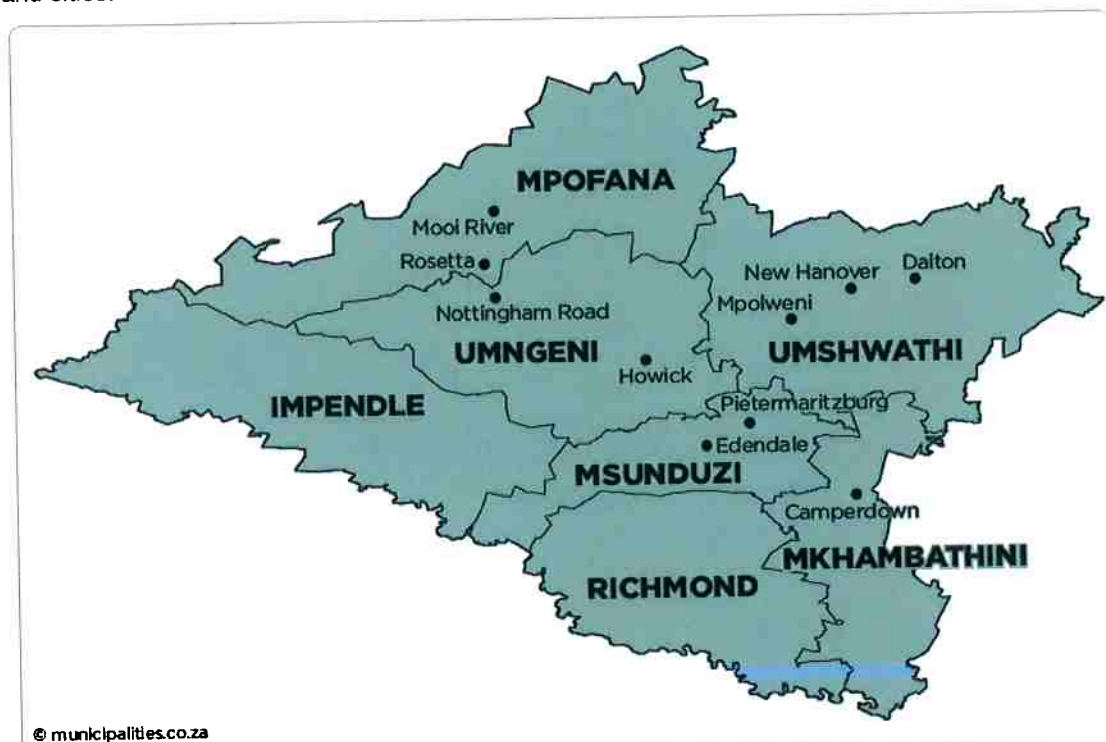 MPOFANA
Mooi River
Rosetta
New Hanover
Dalton
Nottingham Road
Mpolweni
UMNGENI
UMSHWATHI
Howick
IMPENDLE
Pietermaritzburg
Edendale
MSUNDUZI
Camperdown
MKHAMBATHINI
RICHMOND
© municipalities.co.za